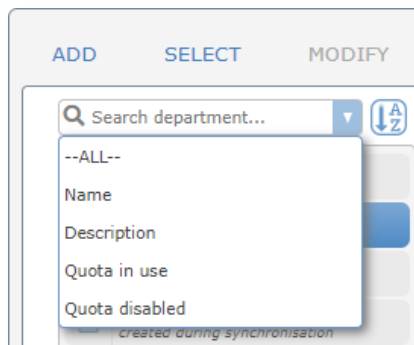 ADD SELECT MODIFY
Search department...
A
Z
--ALL--
Name
Description
Quota in use
Quota disabled
created during synchronisation